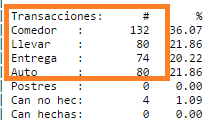 Transacciones: # %
Comedor : 132 36.07
Llevar : 80 21.86
Entrega : 74 20.22
Auto : 80 21.86
Postres : 0 0.00
Can no hec: 4 1.09
Can hechas: 0 0.00